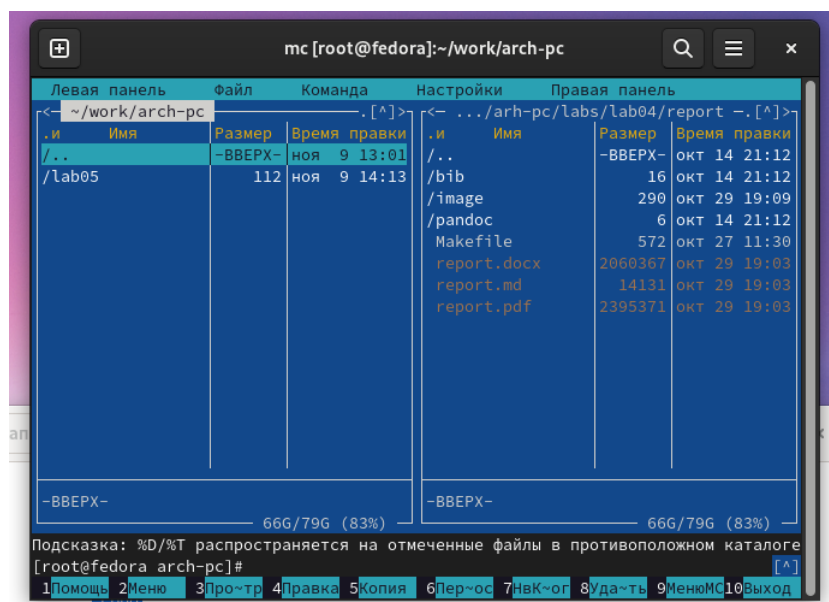 mc [root@fedora]:~/work/arch-pc
Левая панель Файл Команда Настройки Правая панель
<— ~/work/arch-pc .[^]>
.и Имя Размер Время правки
/.. -ВВЕРХ- ноя 9 13:01
/lab05 112 ноя 9 14:13
-ВВЕРХ-
66G/79G (83%)
<— .../arh-pc/labs/lab04/report —.[^]>
.и Имя Размер Время правки
/.. -ВВЕРХ- окт 14 21:12
/bib 16 окт 14 21:12
/image 290 окт 29 19:09
/pandoc 6 окт 14 21:12
Makefile 572 окт 27 11:30
report.docx 2060367 окт 29 19:03
report.md 14131 окт 29 19:03
report.pdf 2395371 окт 29 19:03
-ВВЕРХ-
66G/79G (83%)
Подсказка: %D/%T распространяется на отмеченные файлы в противоположном каталоге
[root@fedora arch-pc]# [^]
1Помощь 2Меню 3Про~тр 4Правка 5Копия 6Пер~ос 7НвК~ог 8Уда~ть 9МенюMC 10Выход